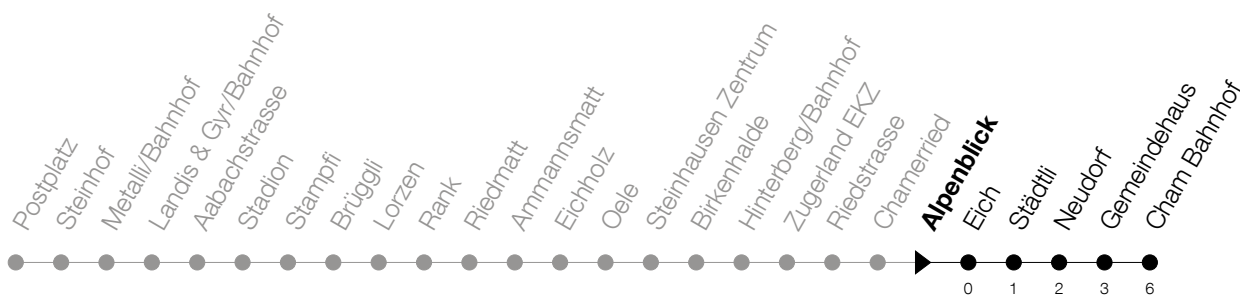 Postplatz
Steinhof
Metalli/Bahnhof
Landis & Gyr/Bahnhof
Aabachstrasse
Stadion
Stampfi
Brüggli
Lorzen
Rank
Riedmatt
Ammannsmatt
Eichholz
Oele
Steinhausen Zentrum
Birkenhalde
Hinterberg/Bahnhof
Zugerland EKZ
Riedstrasse
Chamerried
Alpenblick
Eich
Städtli
Neudorf
Gemeindehaus
Cham Bahnhof
0 1 2 3 6